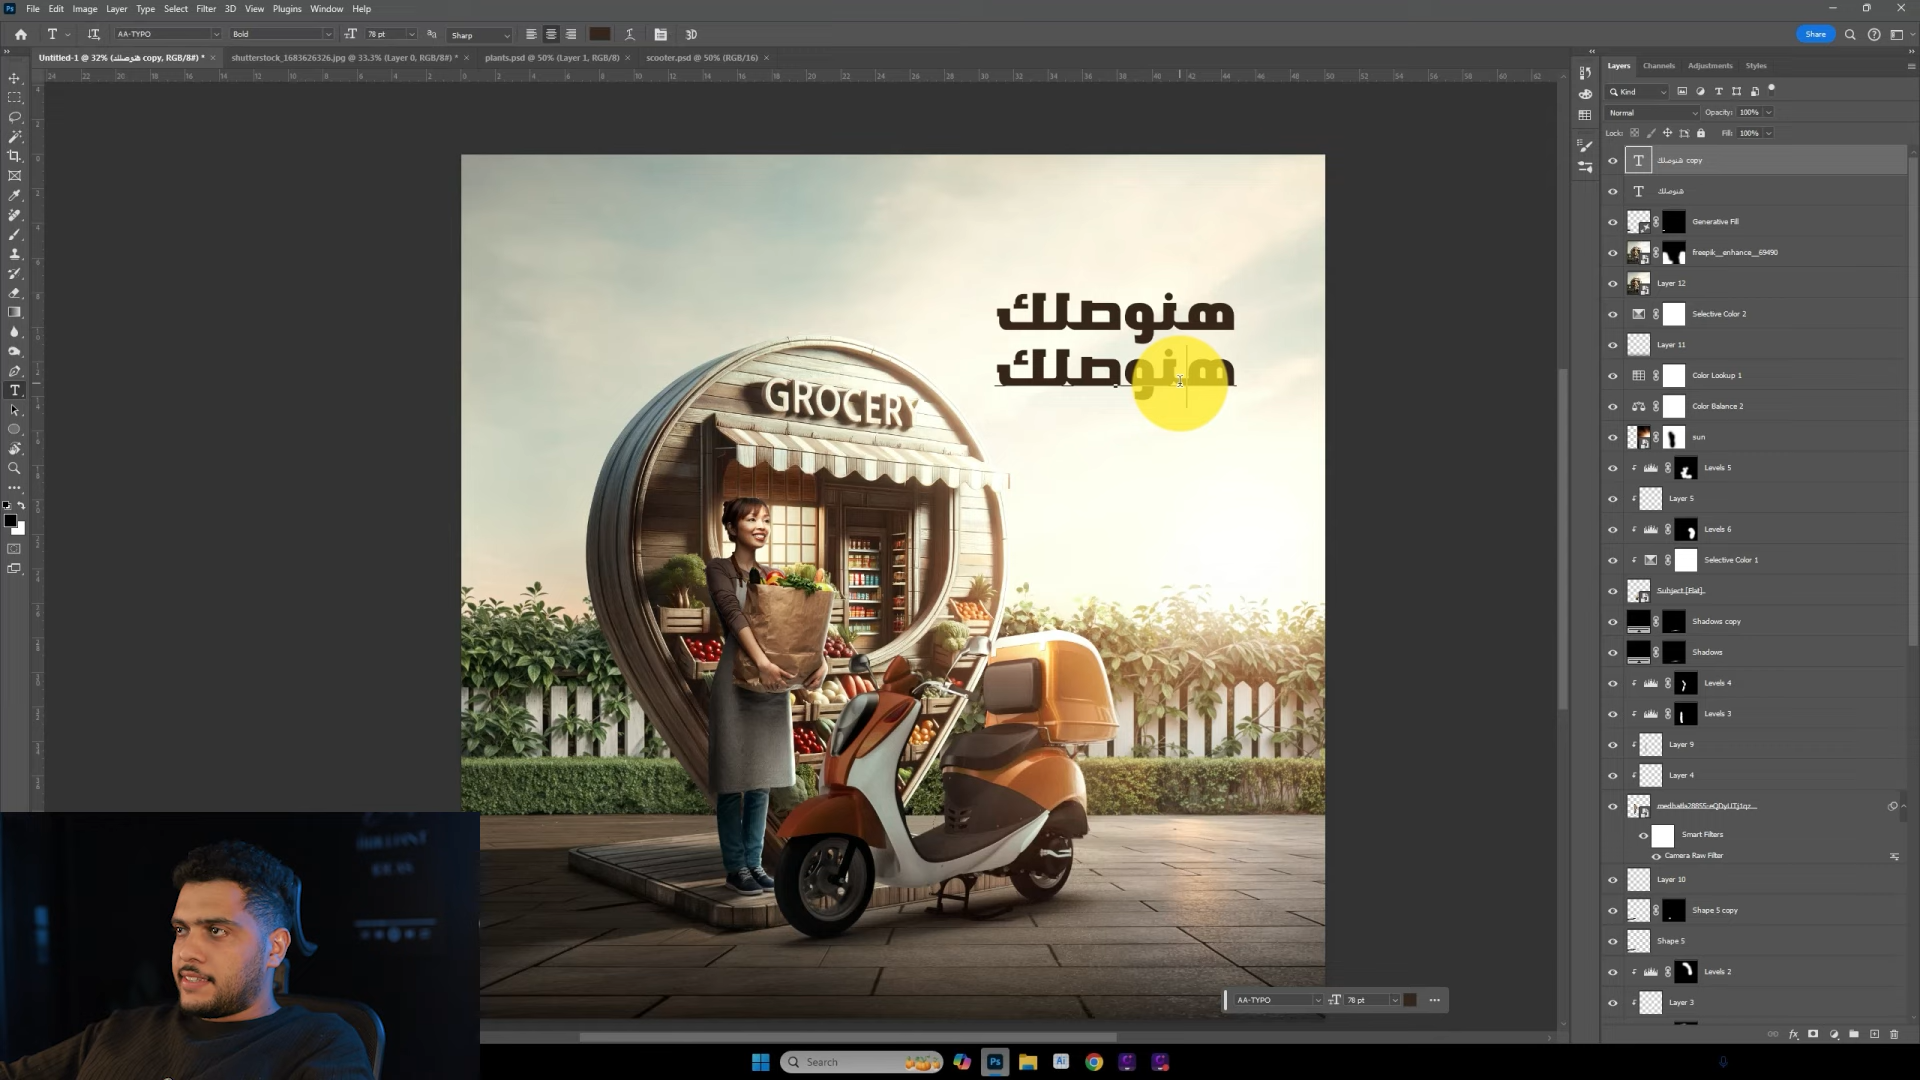 File Edit Image Layer Type Select Filter 3D View Plugins Window Help
AA-TYPO Bold 78 pt Sharp 3D Share
Untitled-1 @ 32% (هنوصلك copy, RGB/8#) *
shutterstock_1683626326.jpg @ 33.3% (Layer 0, RGB/8#) *
plants.psd @ 50% (Layer 1, RGB/8)
scooter.psd @ 50% (RGB/16)
Layers Channels Adjustments Styles
Kind
Normal Opacity: 100%
Lock: Fill: 100%
هنوصلك copy
هنوصلك
Generative Fill
freepik__enhance__69490
Layer 12
Selective Color 2
Layer 11
Color Lookup 1
Color Balance 2
sun
Levels 5
Layer 5
Levels 6
Selective Color 1
Subject [Flat]
Shadows copy
Shadows
Levels 4
Levels 3
Layer 9
Layer 4
Smart Filters
Camera Raw Filter
Layer 10
Shape 5 copy
Shape 5
Levels 2
Layer 3
هنوصلك
هنوصلك
GROCERY
AA-TYPO 78 pt
Search